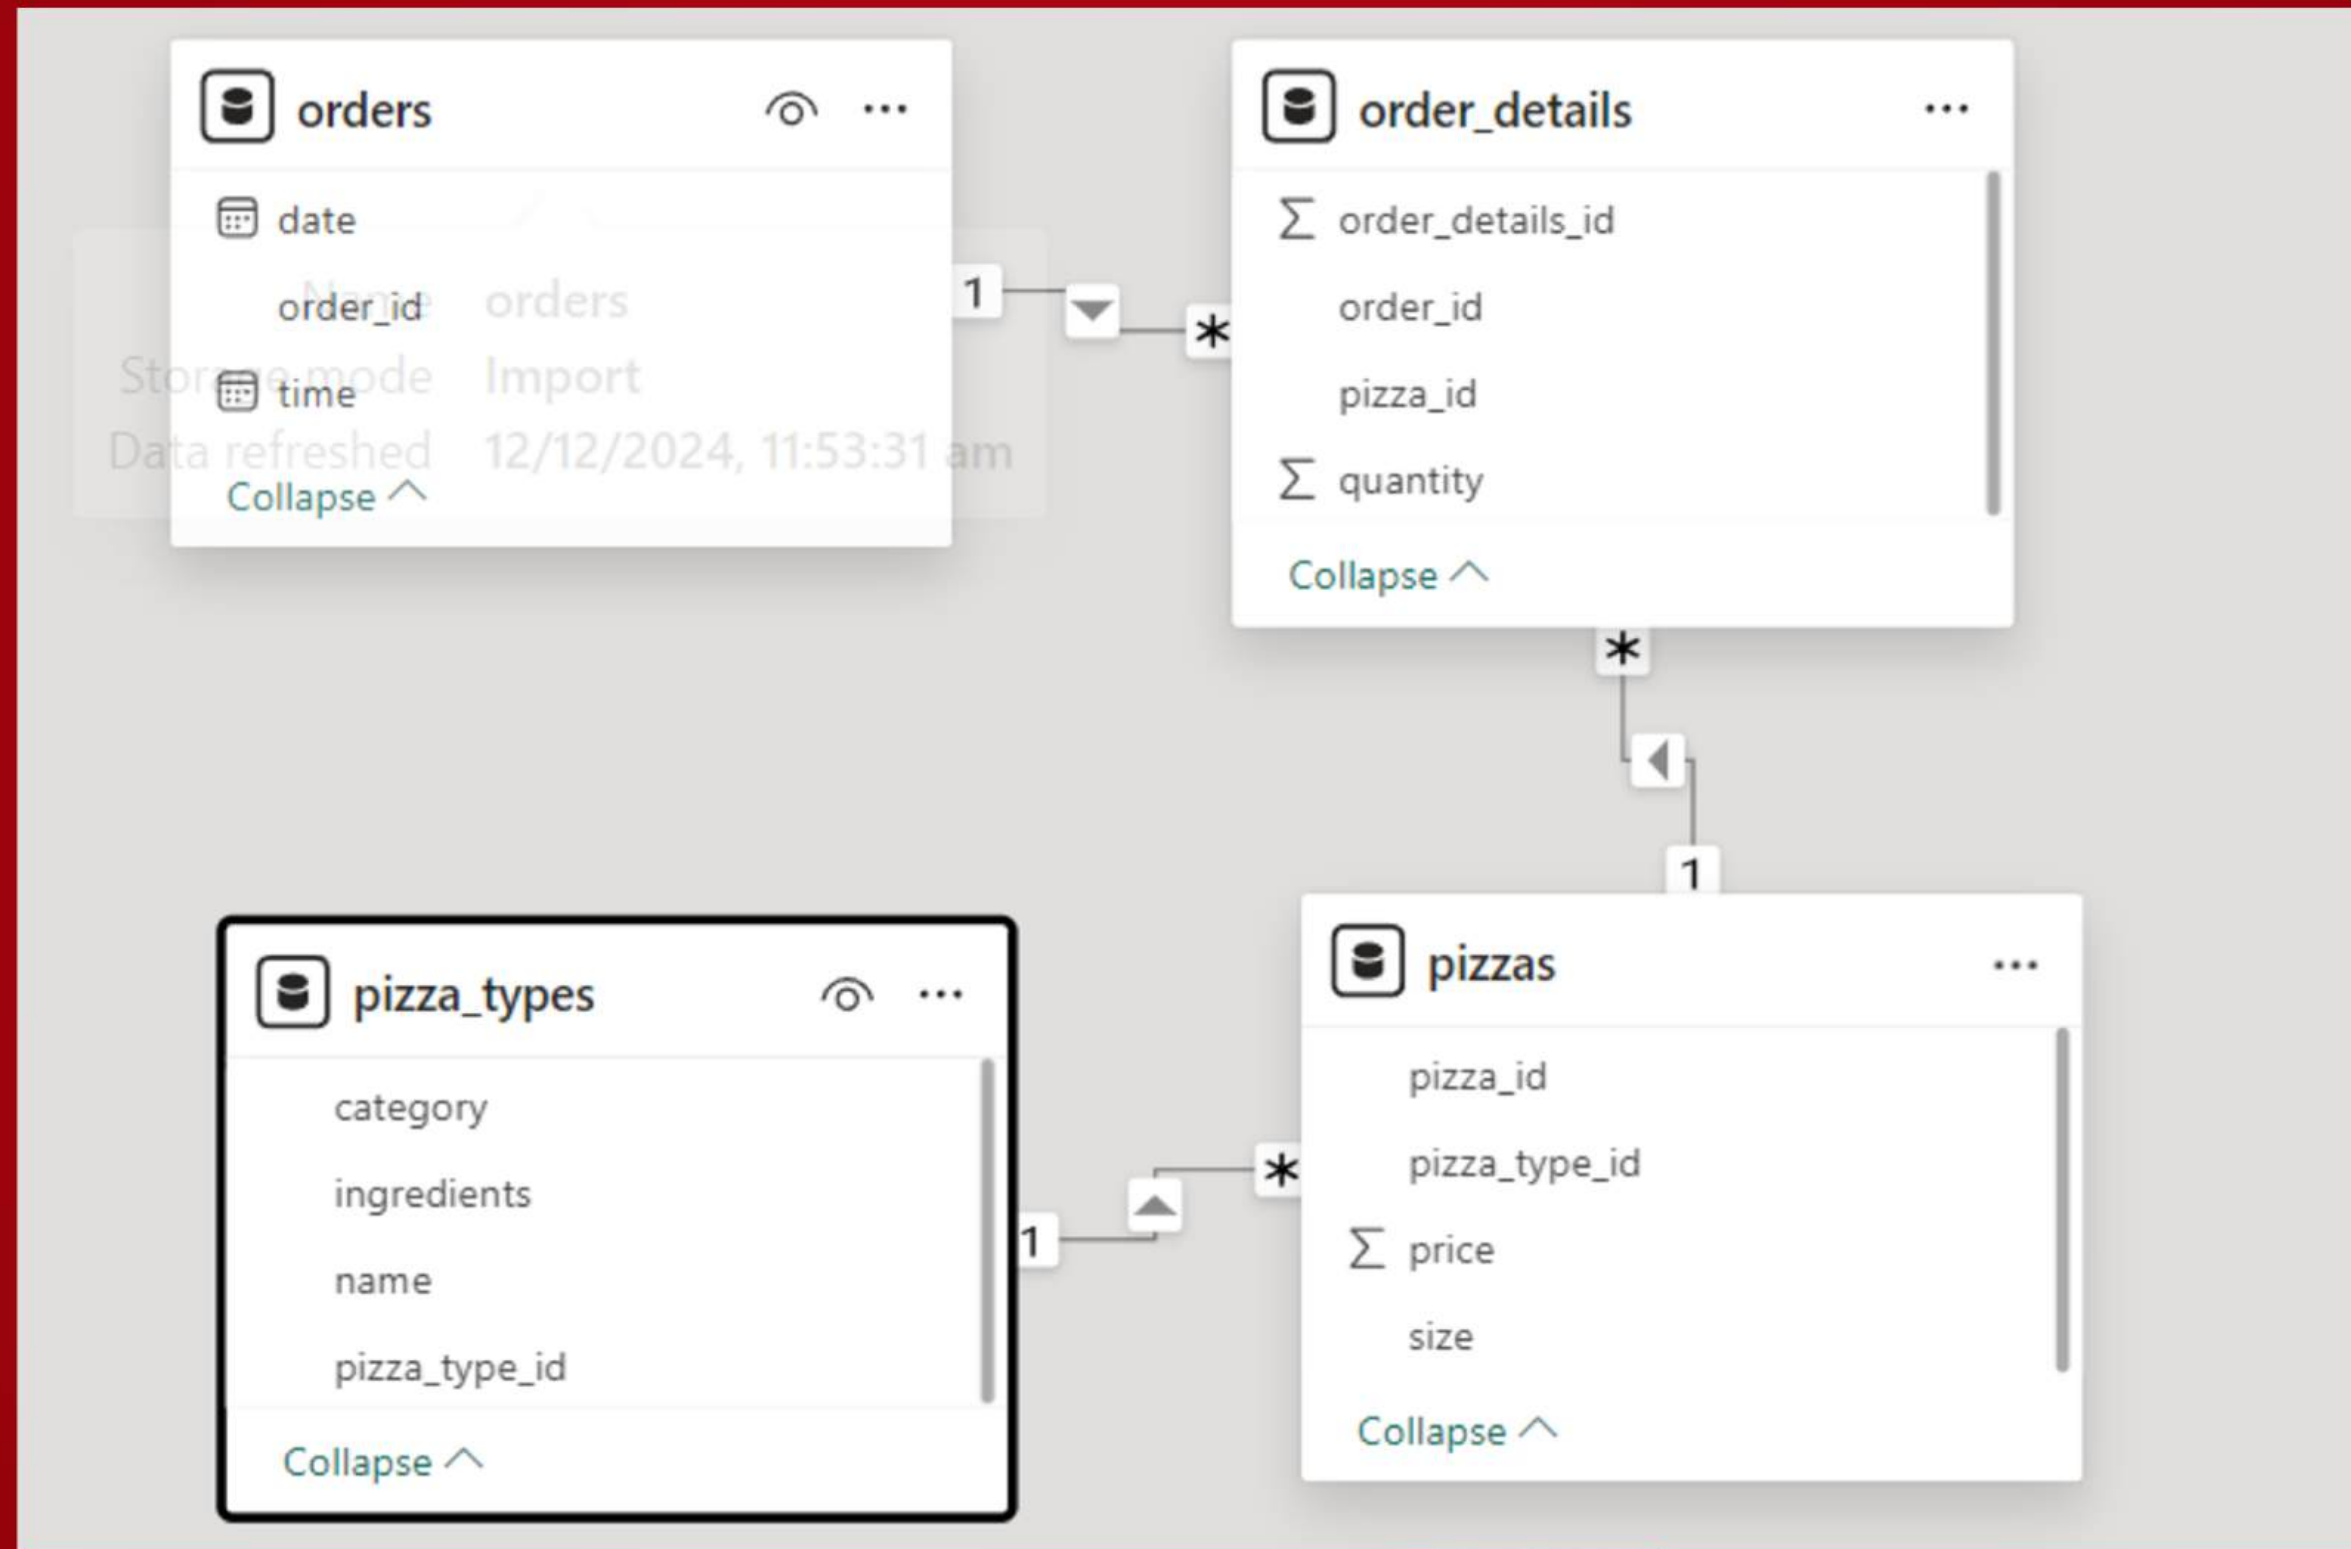 orders
date
order_id
time
Name orders
Storage mode Import
Data refreshed 12/12/2024, 11:53:31 am
Collapse
1
*
order_details
order_details_id
order_id
pizza_id
quantity
Collapse
*
1
pizza_types
category
ingredients
name
pizza_type_id
Collapse
1
*
pizzas
pizza_id
pizza_type_id
price
size
Collapse